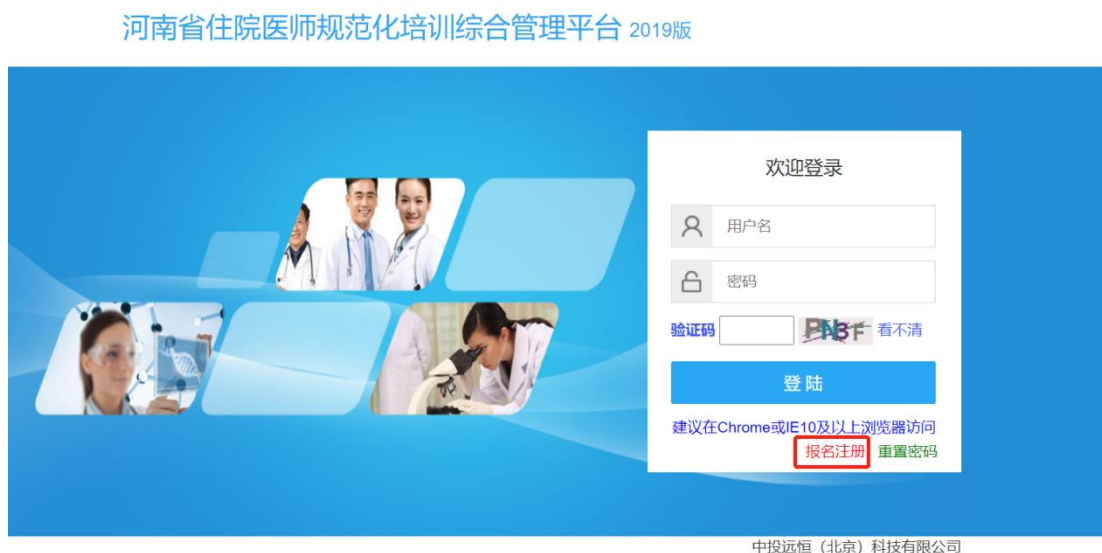 河南省住院医师规范化培训综合管理平台 2019版
欢迎登录
用户名
密码
验证码 PN3F 看不清
登 陆
建议在Chrome或IE10及以上浏览器访问
报名注册 重置密码
中投远恒（北京）科技有限公司